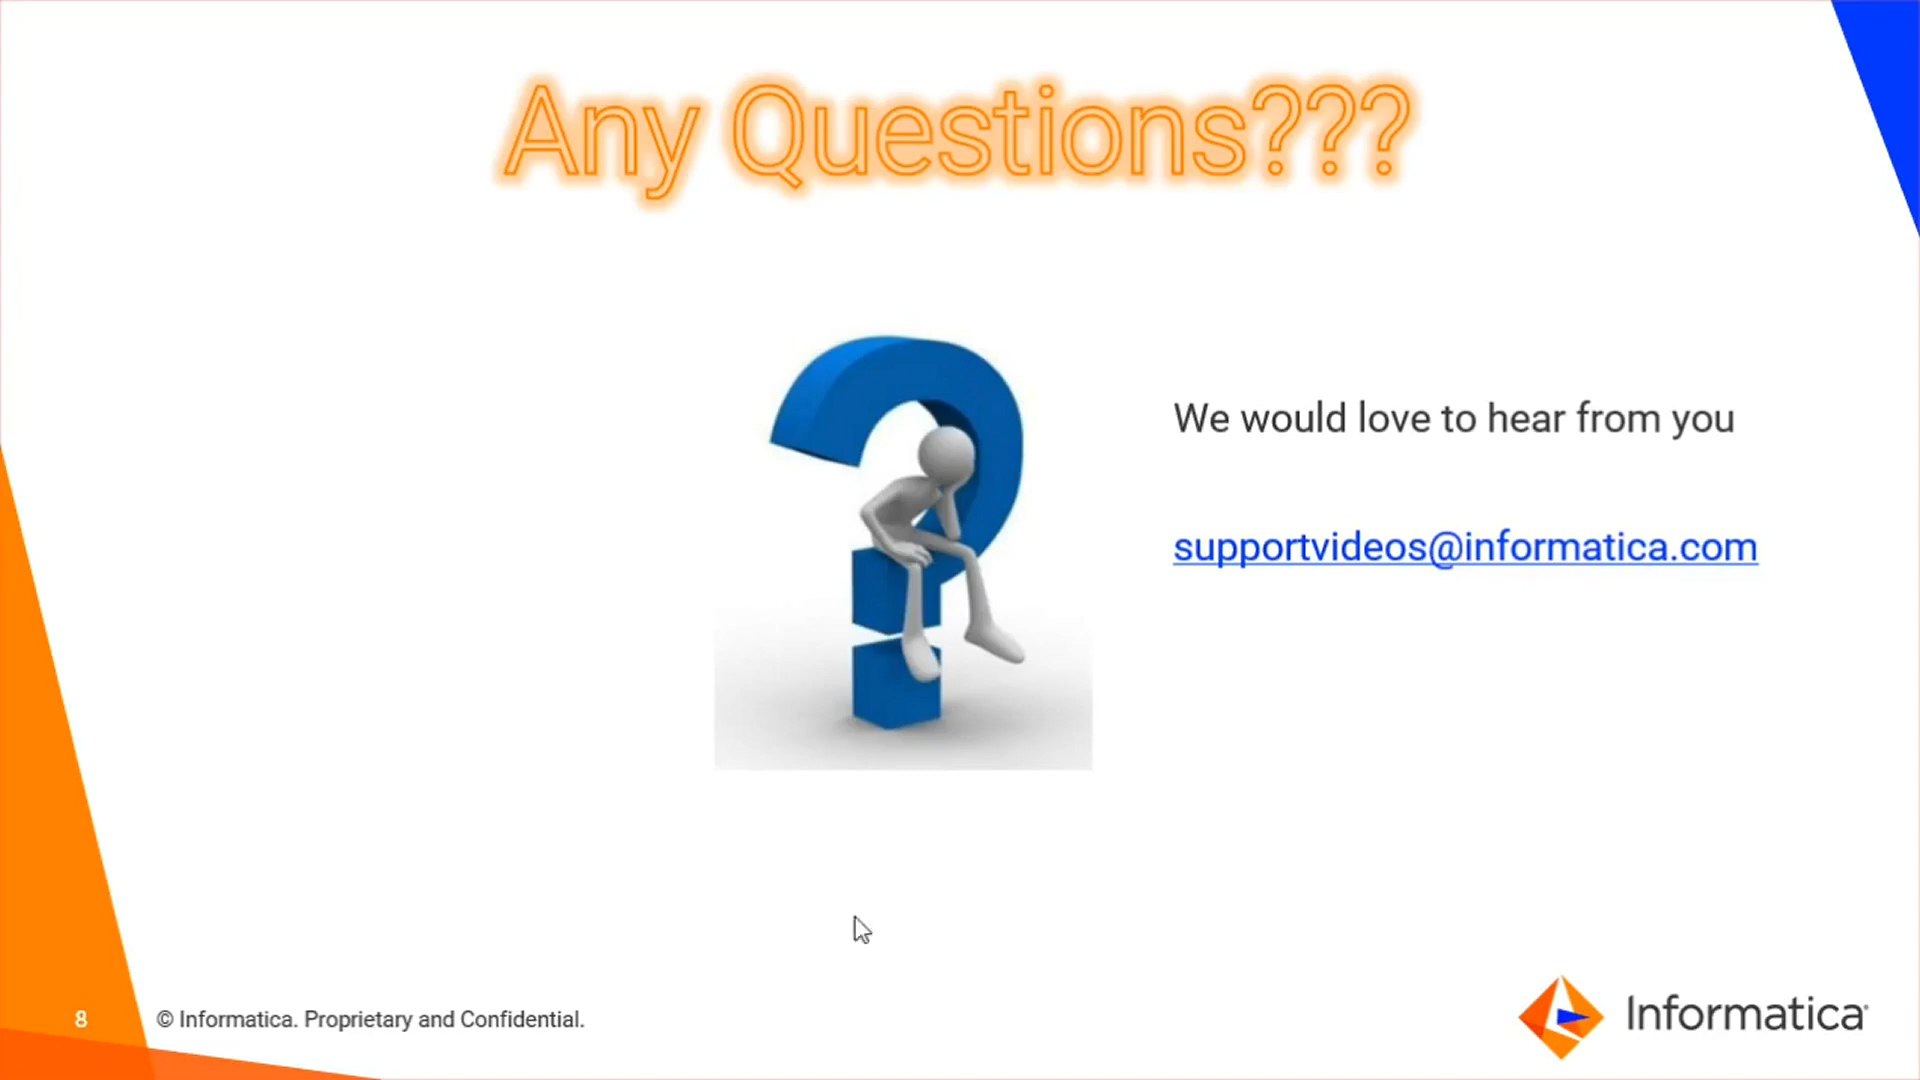 Any Questions???
We would love to hear from you
supportvideos@informatica.com
8
© Informatica. Proprietary and Confidential.
Informatica